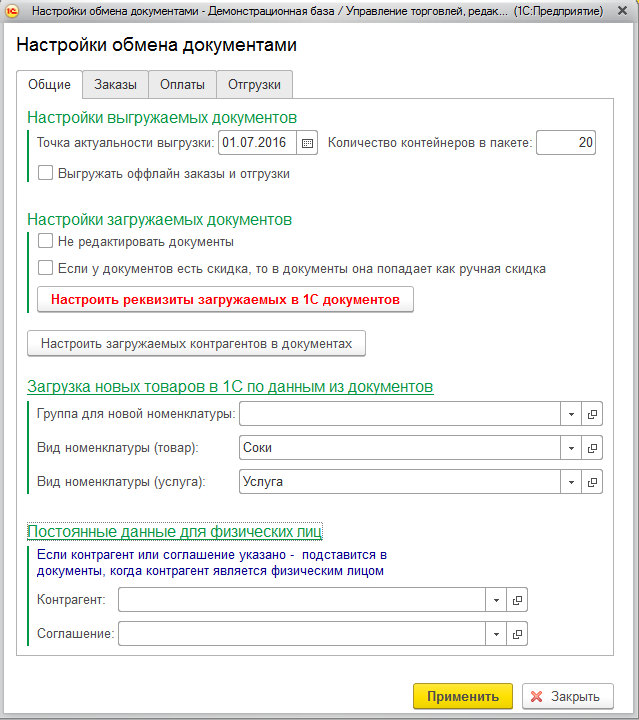 1С Настройки обмена документами - Демонстрационная база / Управление торговлей, редак... (1С:Предприятие)
Настройки обмена документами
Общие Заказы Оплаты Отгрузки
Настройки выгружаемых документов
Точка актуальности выгрузки: 01.07.2016 Количество контейнеров в пакете: 20
Выгружать оффлайн заказы и отгрузки
Настройки загружаемых документов
Не редактировать документы
Если у документов есть скидка, то в документы она попадает как ручная скидка
Настроить реквизиты загружаемых в 1С документов
Настроить загружаемых контрагентов в документах
Загрузка новых товаров в 1С по данным из документов
Группа для новой номенклатуры:
Вид номенклатуры (товар): Соки
Вид номенклатуры (услуга): Услуга
Постоянные данные для физических лиц
Если контрагент или соглашение указано - подставится в
документы, когда контрагент является физическим лицом
Контрагент:
Соглашение:
Применить Закрыть